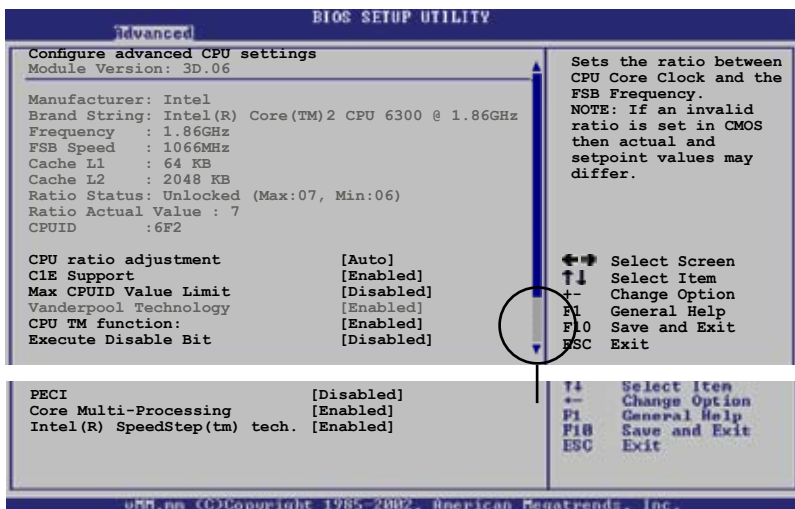 BIOS SETUP UTILITY
Advanced
Configure advanced CPU settings
Module Version: 3D.06
Manufacturer: Intel
Brand String: Intel(R) Core(TM)2 CPU 6300 @ 1.86GHz
Frequency : 1.86GHz
FSB Speed : 1066MHz
Cache L1 : 64 KB
Cache L2 : 2048 KB
Ratio Status: Unlocked (Max:07, Min:06)
Ratio Actual Value : 7
CPUID :6F2
CPU ratio adjustment [Auto]
C1E Support [Enabled]
Max CPUID Value Limit [Disabled]
Vanderpool Technology [Enabled]
CPU TM function: [Enabled]
Execute Disable Bit [Disabled]
Sets the ratio between
CPU Core Clock and the
FSB Frequency.
NOTE: If an invalid
ratio is set in CMOS
then actual and
setpoint values may
differ.
←→ Select Screen
↑↓ Select Item
+- Change Option
F1 General Help
F10 Save and Exit
ESC Exit
PECI [Disabled]
Core Multi-Processing [Enabled]
Intel(R) SpeedStep(tm) tech. [Enabled]
↑↓ Select Item
+- Change Option
F1 General Help
F10 Save and Exit
ESC Exit
(C)Copyright 1985-2002, American Megatrends, Inc.